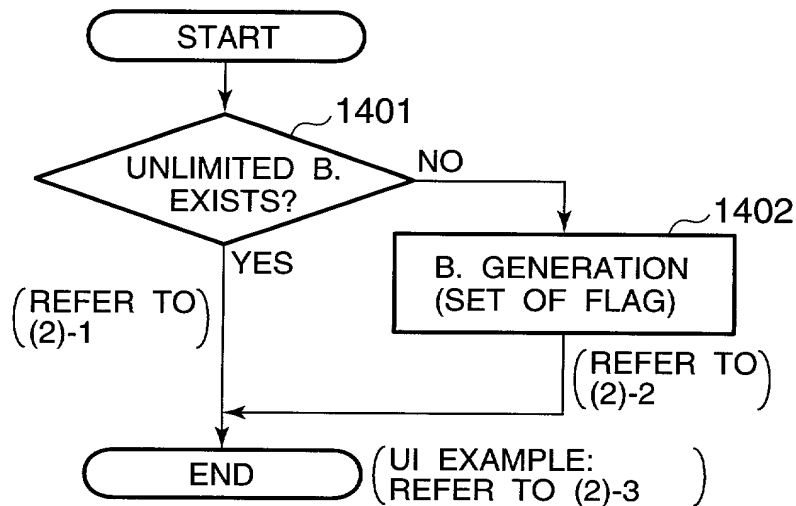 START
1401
UNLIMITED B.
EXISTS?
NO
1402
YES
B. GENERATION
(SET OF FLAG)
(REFER TO
(2)-1)
(REFER TO
(2)-2)
END
(UI EXAMPLE:
REFER TO (2)-3)